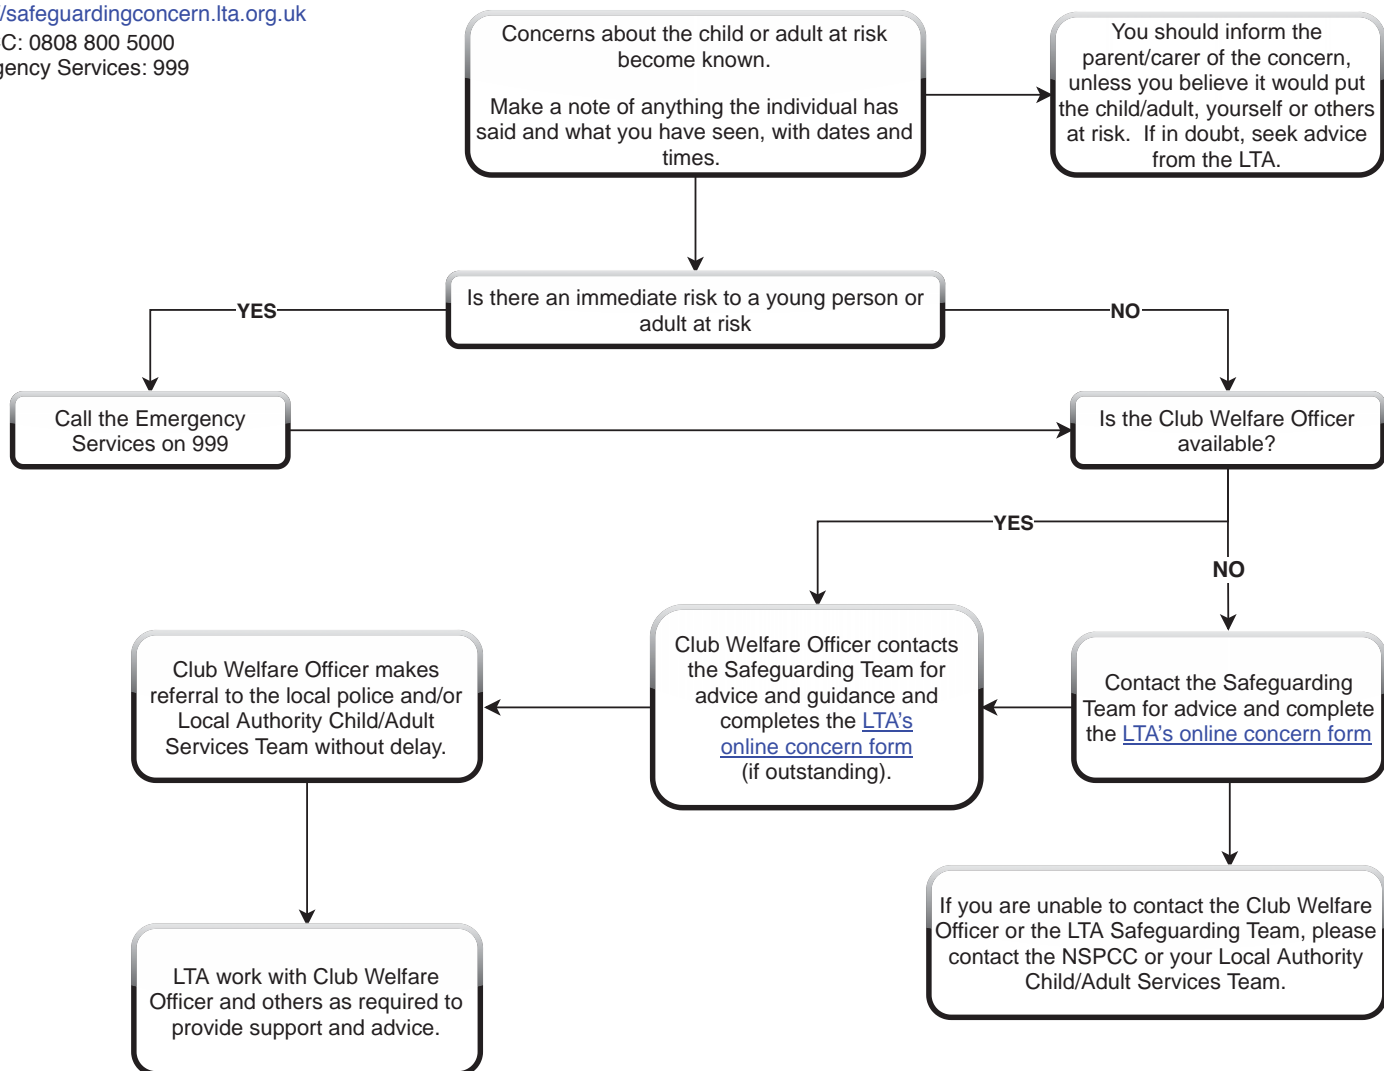 /safeguardingconcern.lta.org.uk
C: 0808 800 5000
gency Services: 999
Concerns about the child or adult at risk
become known.
Make a note of anything the individual has
said and what you have seen, with dates and
times.
You should inform the
parent/carer of the concern,
unless you believe it would put
the child/adult, yourself or others
at risk. If in doubt, seek advice
from the LTA.
Is there an immediate risk to a young person or
adult at risk
YES
NO
Call the Emergency
Services on 999
Is the Club Welfare Officer
available?
YES
NO
Club Welfare Officer makes
referral to the local police and/or
Local Authority Child/Adult
Services Team without delay.
Club Welfare Officer contacts
the Safeguarding Team for
advice and guidance and
completes the LTA's
online concern form
(if outstanding).
Contact the Safeguarding
Team for advice and complete
the LTA's online concern form
LTA work with Club Welfare
Officer and others as required to
provide support and advice.
If you are unable to contact the Club Welfare
Officer or the LTA Safeguarding Team, please
contact the NSPCC or your Local Authority
Child/Adult Services Team.